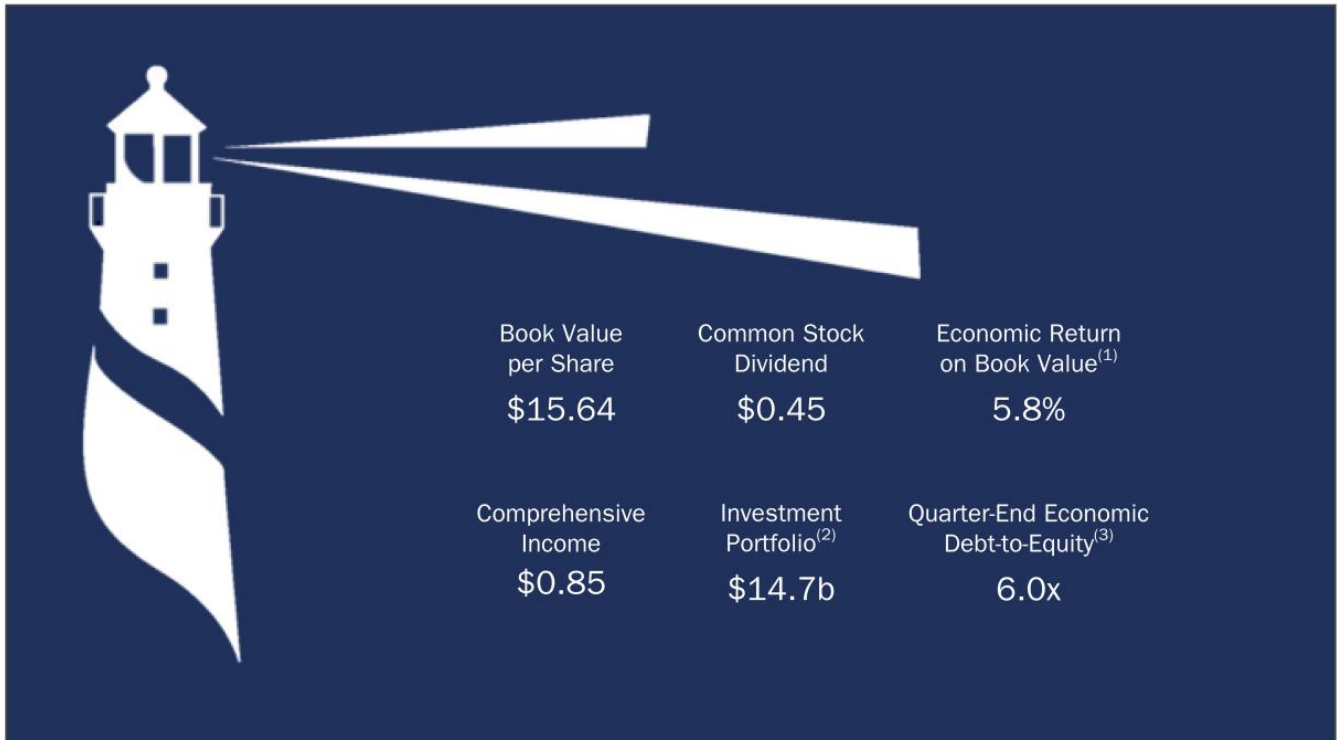 Book Value
per Share
$15.64
Common Stock
Dividend
$0.45
Economic Return
on Book Value(1)
5.8%
Comprehensive
Income
$0.85
Investment
Portfolio(2)
$14.7b
Quarter-End Economic
Debt-to-Equity(3)
6.0x